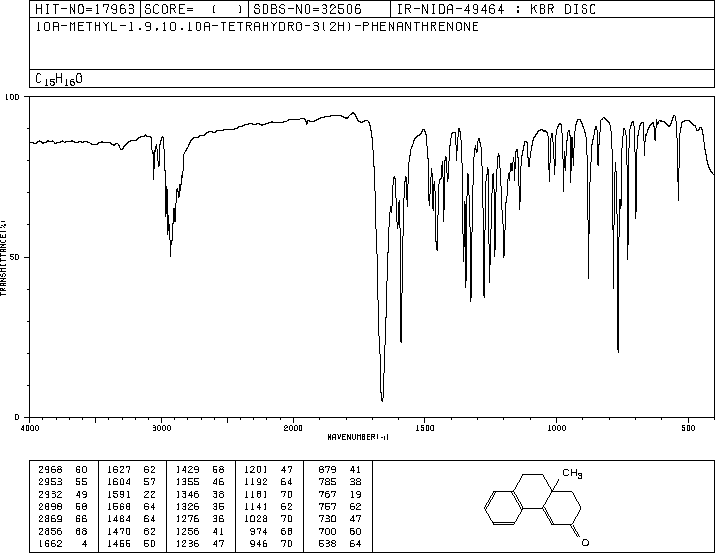 HIT-NO=17963 SCORE= ( ) SDBS-NO=32506 IR-NIDA-49464 : KBR DISC
10A-METHYL-1,9,10,10A-TETRAHYDRO-3(2H)-PHENANTHRENONE
C15H16O
100
TRANSMITTANCE(%)
50
0
4000 3000 2000 1500 1000 500
WAVENUMBER(-1)
2968 60 1627 62 1429 58 1201 47 879 41
2953 55 1604 57 1355 46 1192 64 785 38
2932 49 1591 22 1346 38 1181 70 767 19
2898 58 1568 64 1326 35 1141 62 757 62
2869 66 1484 64 1276 36 1028 70 730 47
2856 68 1470 62 1256 41 974 68 700 60
1662 4 1455 50 1236 47 946 70 538 64
CH3
O